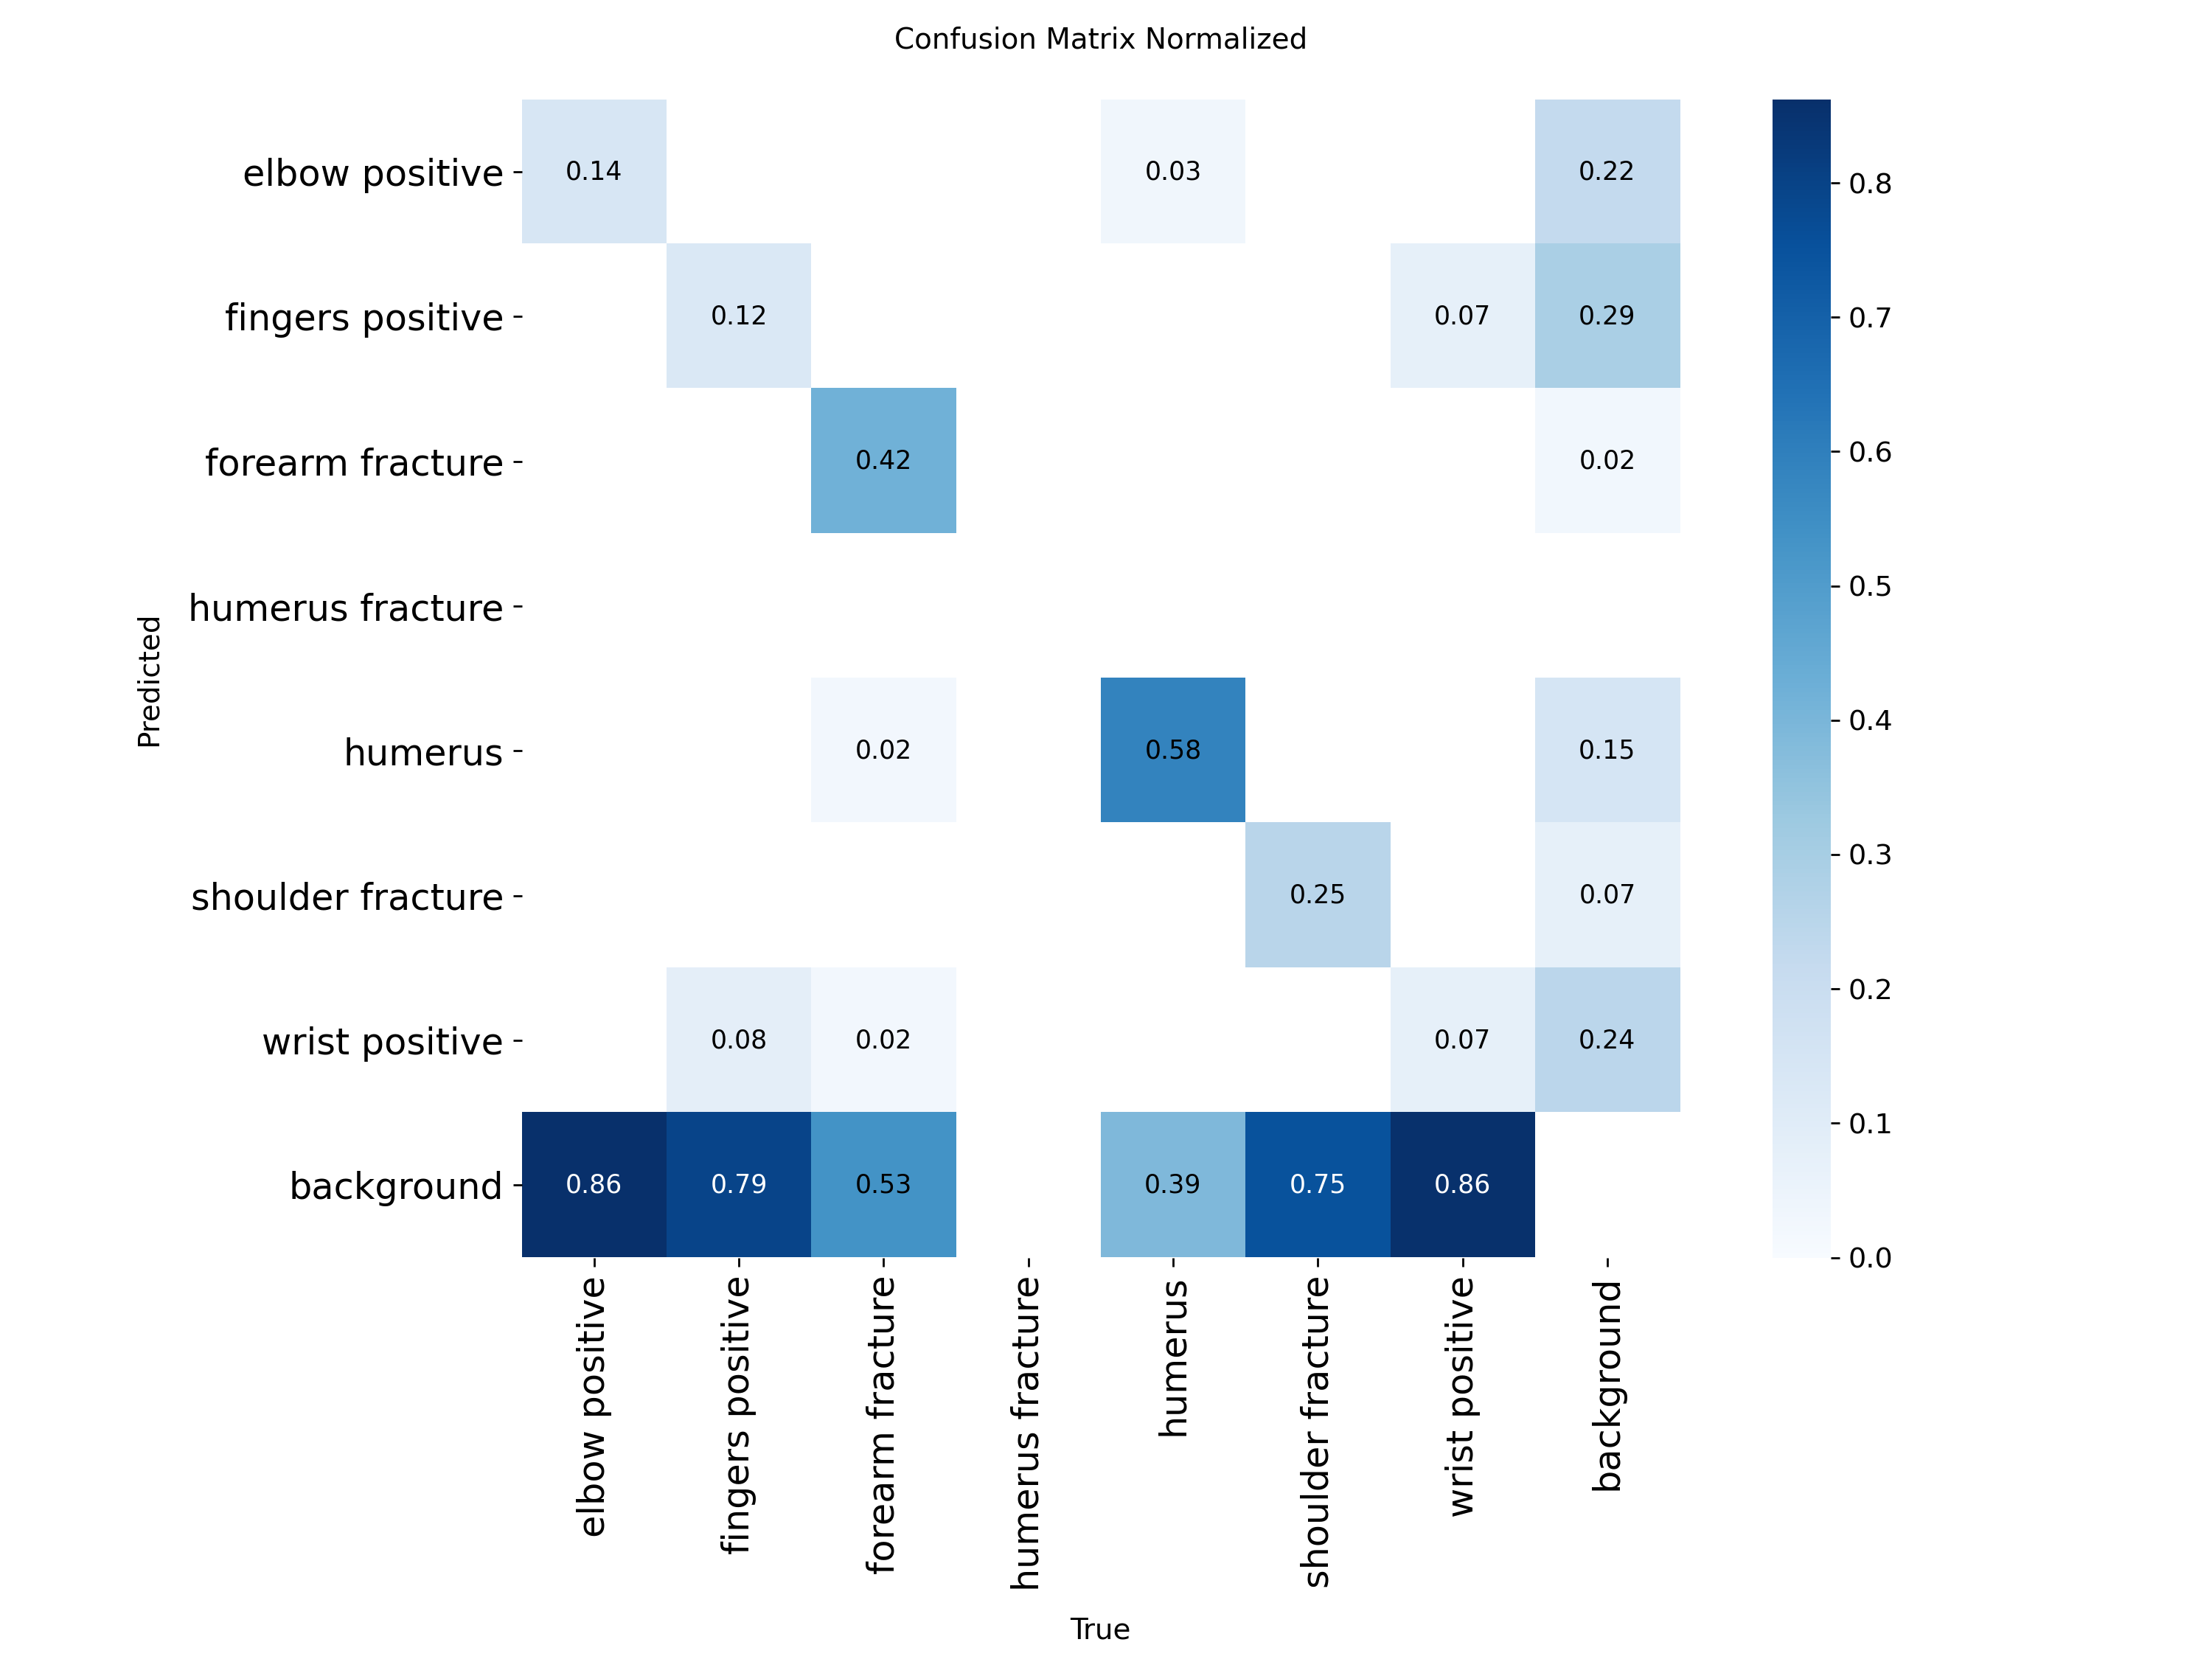 Confusion Matrix Normalized
elbow positive 0.14 0.03 0.22
fingers positive 0.12 0.07 0.29
forearm fracture 0.42 0.02
humerus fracture
humerus 0.02 0.58 0.15
shoulder fracture 0.25 0.07
wrist positive 0.08 0.02 0.07 0.24
background 0.86 0.79 0.53 0.39 0.75 0.86
Predicted
elbow positive
fingers positive
forearm fracture
humerus fracture
humerus
shoulder fracture
wrist positive
background
True
0.8
0.7
0.6
0.5
0.4
0.3
0.2
0.1
0.0